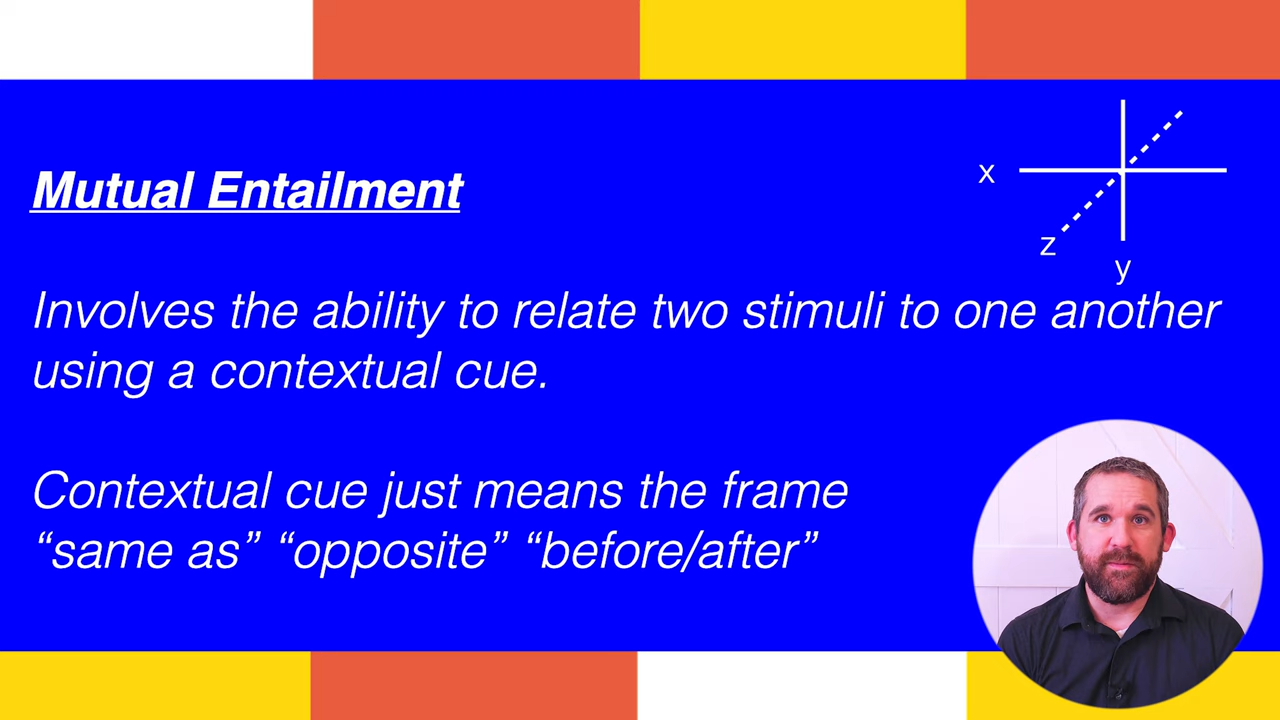 Mutual Entailment
x
z
y
Involves the ability to relate two stimuli to one another
using a contextual cue.
Contextual cue just means the frame
“same as” “opposite” “before/after”